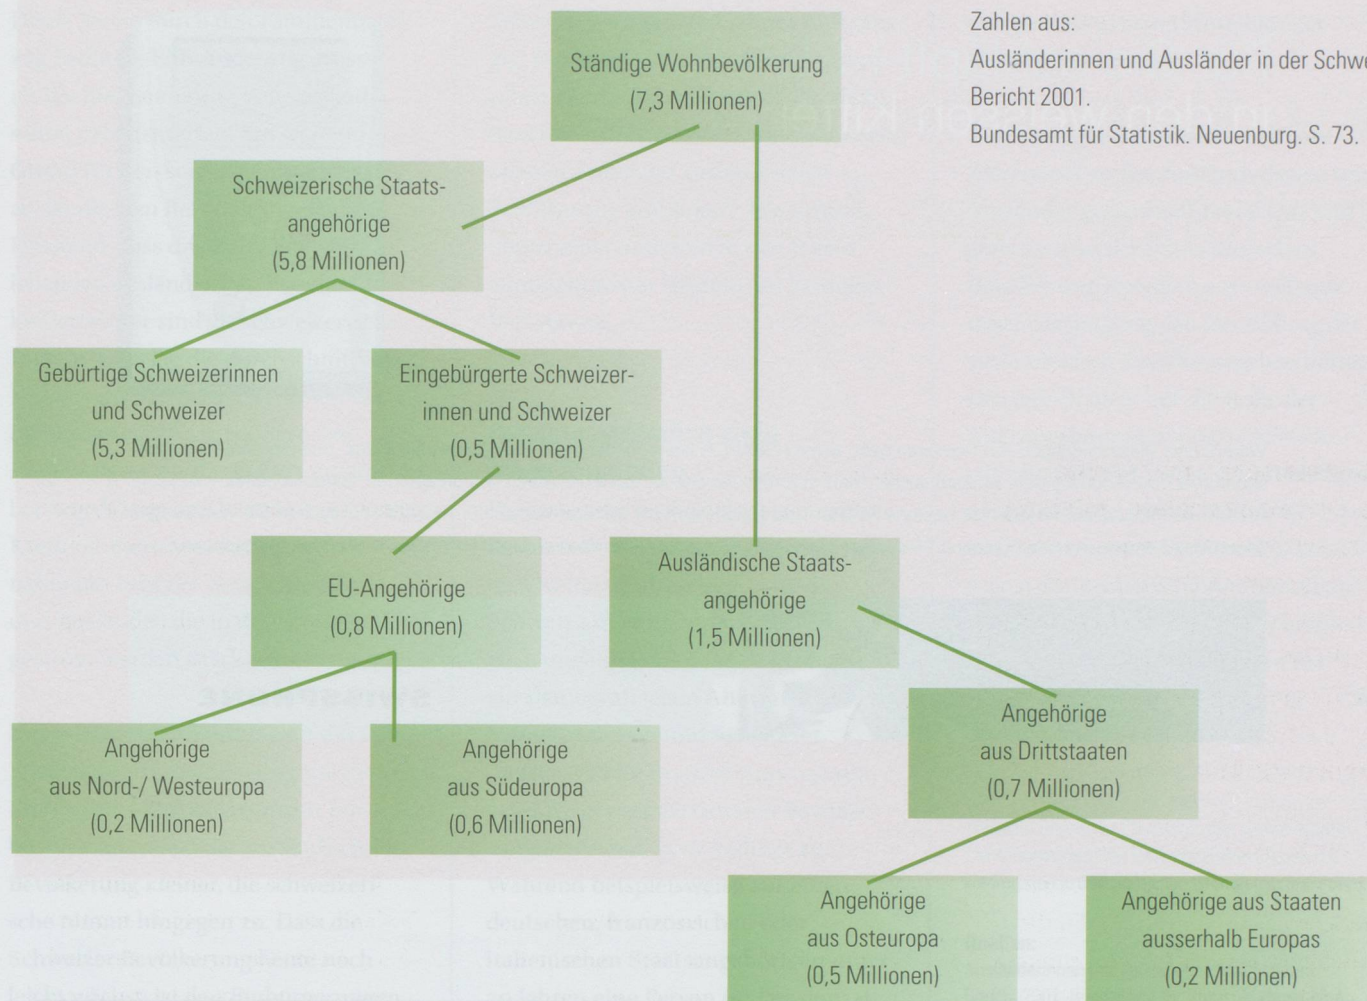 Ständige Wohnbevölkerung
(7,3 Millionen)
Zahlen aus:
Ausländerinnen und Ausländer in der Schwe
Bericht 2001.
Bundesamt für Statistik. Neuenburg. S. 73.
Schweizerische Staats-
angehörige
(5,8 Millionen)
Gebürtige Schweizerinnen
und Schweizer
(5,3 Millionen)
Eingebürgerte Schweizer-
innen und Schweizer
(0,5 Millionen)
EU-Angehörige
(0,8 Millionen)
Ausländische Staats-
angehörige
(1,5 Millionen)
Angehörige
aus Nord-/ Westeuropa
(0,2 Millionen)
Angehörige
aus Südeuropa
(0,6 Millionen)
Angehörige
aus Drittstaaten
(0,7 Millionen)
Angehörige
aus Osteuropa
(0,5 Millionen)
Angehörige aus Staaten
ausserhalb Europas
(0,2 Millionen)